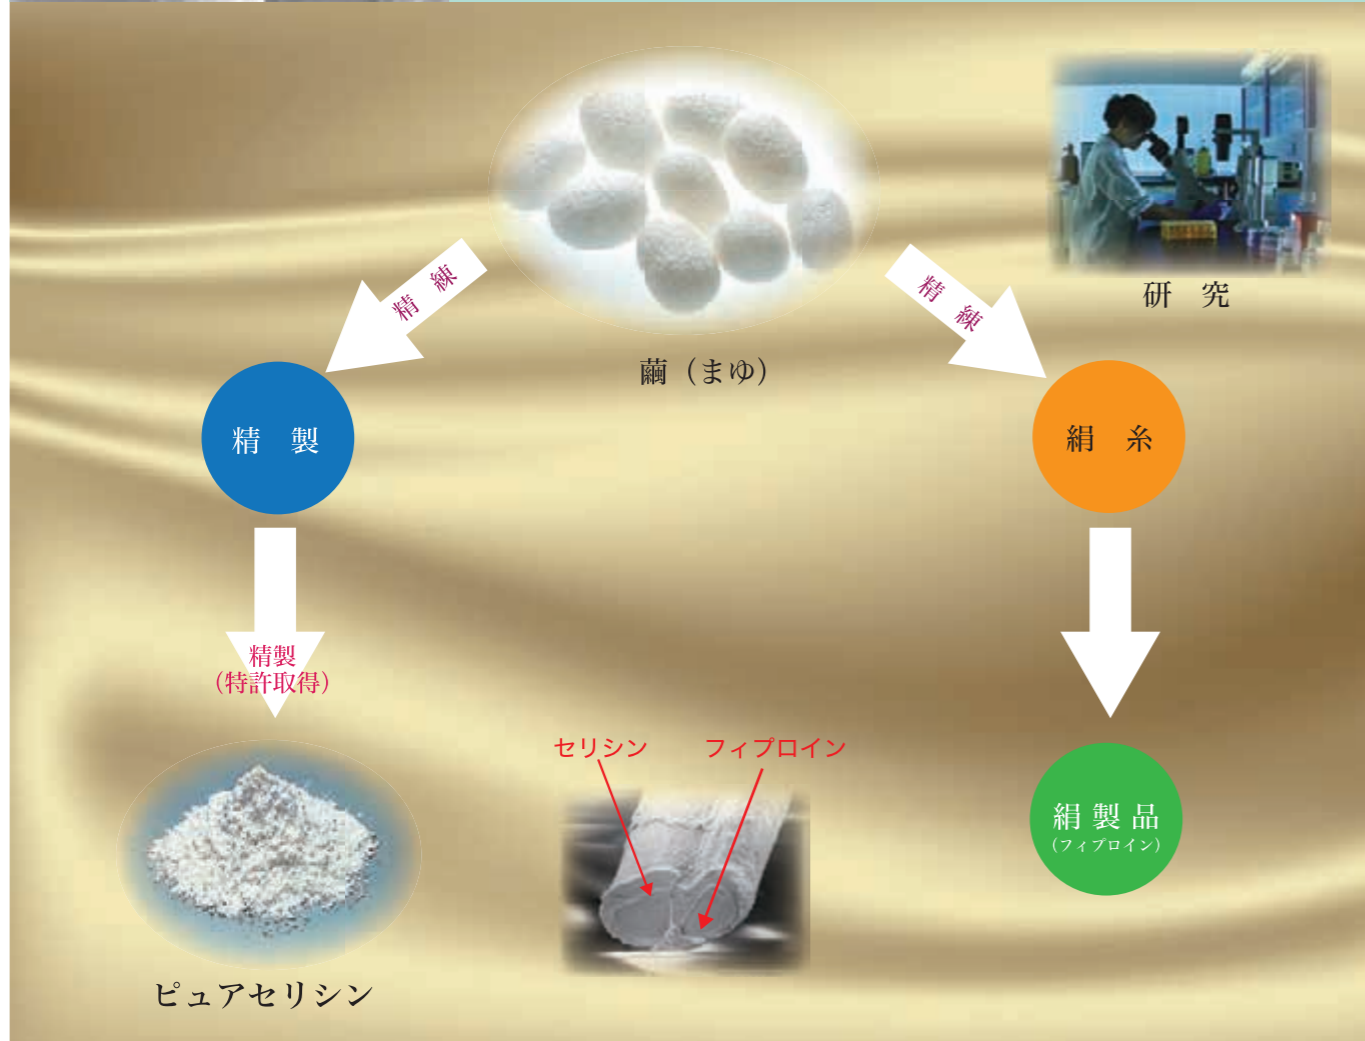 研 究
精 練
精 練
繭（まゆ）
精 製
絹 糸
精製
（特許取得）
セリシン
フィプロイン
絹製品
（フィプロイン）
ピュアセリシン